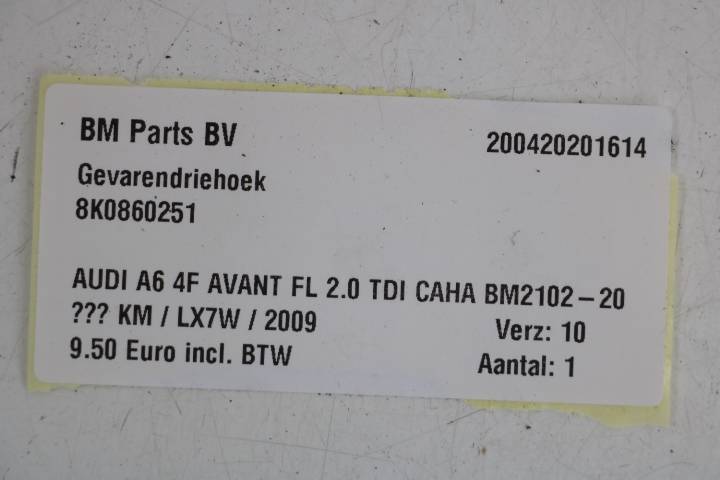 BM Parts BV 200420201614
Gevarendriehoek
8K0860251
AUDI A6 4F AVANT FL 2.0 TDI CAHA BM2102-20
??? KM / LX7W / 2009 Verz: 10
9.50 Euro incl. BTW Aantal: 1